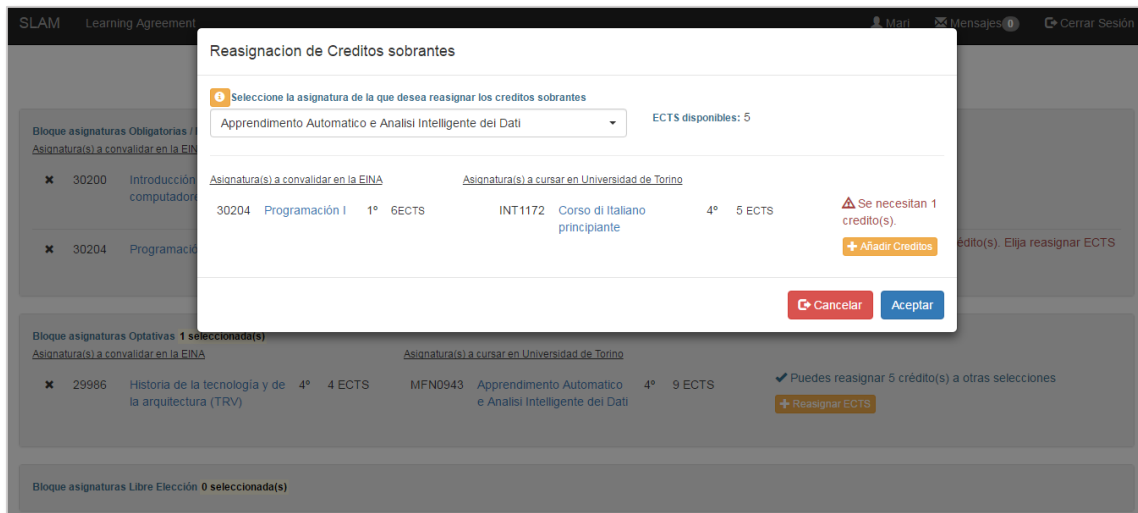 SLAM Learning Agreement Mari Mensajes 0 Cerrar Sesión
Reasignacion de Creditos sobrantes
Seleccione la asignatura de la que desea reasignar los creditos sobrantes
Apprendimento Automatico e Analisi Intelligente dei Dati
ECTS disponibles: 5
Asignatura(s) a convalidar en la EINA Asignatura(s) a cursar en Universidad de Torino
30204 Programación I 1º 6ECTS INT1172 Corso di Italiano 4º 5 ECTS
principiante
Se necesitan 1
credito(s).
Añadir Creditos
Cancelar Aceptar
Bloque asignaturas Obligatorias /
Asignatura(s) a convalidar en la EIN
30200 Introducción
computadore
30204 Programació
édito(s). Elija reasignar ECTS
Bloque asignaturas Optativas 1 seleccionada(s)
Asignatura(s) a convalidar en la EINA Asignatura(s) a cursar en Universidad de Torino
29986 Historia de la tecnología y de 4º 4 ECTS MFN0943 Apprendimento Automatico 4º 9 ECTS
la arquitectura (TRV) e Analisi Intelligente dei Dati
Puedes reasignar 5 crédito(s) a otras selecciones
Reasignar ECTS
Bloque asignaturas Libre Elección 0 seleccionada(s)